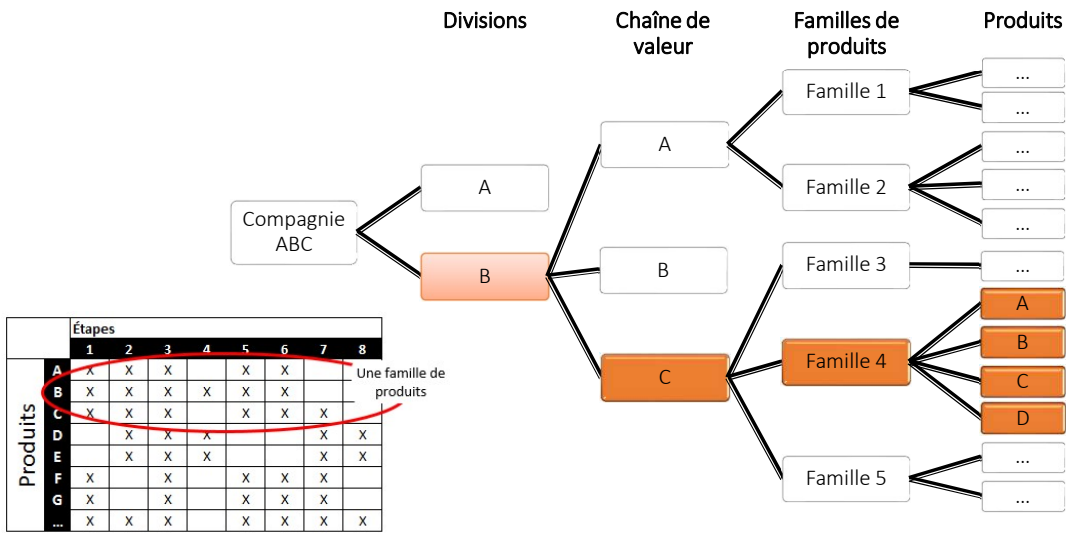 Divisions
Chaîne de
valeur
Familles de
produits
Produits
Compagnie
ABC
A
B
A
B
C
Famille 1
Famille 2
Famille 3
Famille 4
Famille 5
...
...
...
...
...
...
A
B
C
D
...
...
Étapes
1 2 3 4 5 6 7 8
Produits
A X X X X X
B X X X X X X
C X X X X X X
D X X X X X
E X X X X X
F X X X X X
G X X X X X
... X X X X X X X
Une famille de
produits